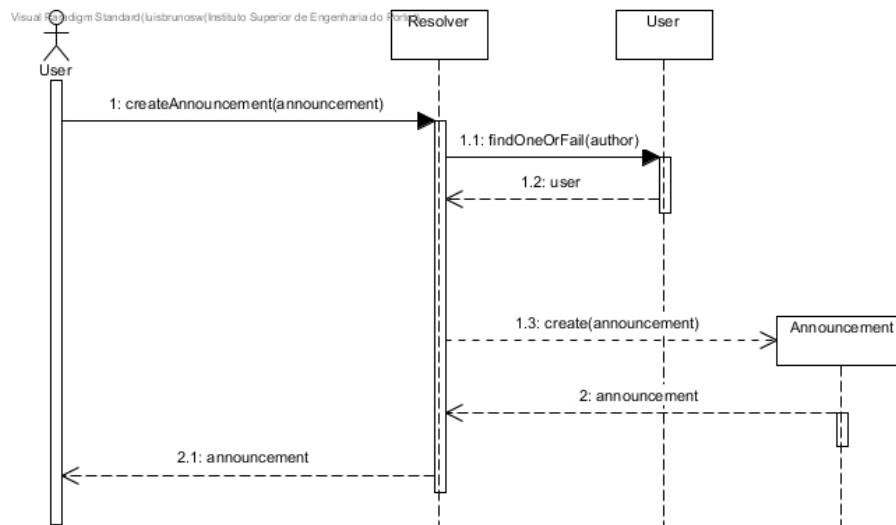 Visual Paradigm Standard(luisbrunosw(Instituto Superior de Engenharia do Porto))
Resolver
User
User
1: createAnnouncement(announcement)
1.1: findOneOrFail(author)
1.2: user
1.3: create(announcement)
Announcement
2: announcement
2.1: announcement